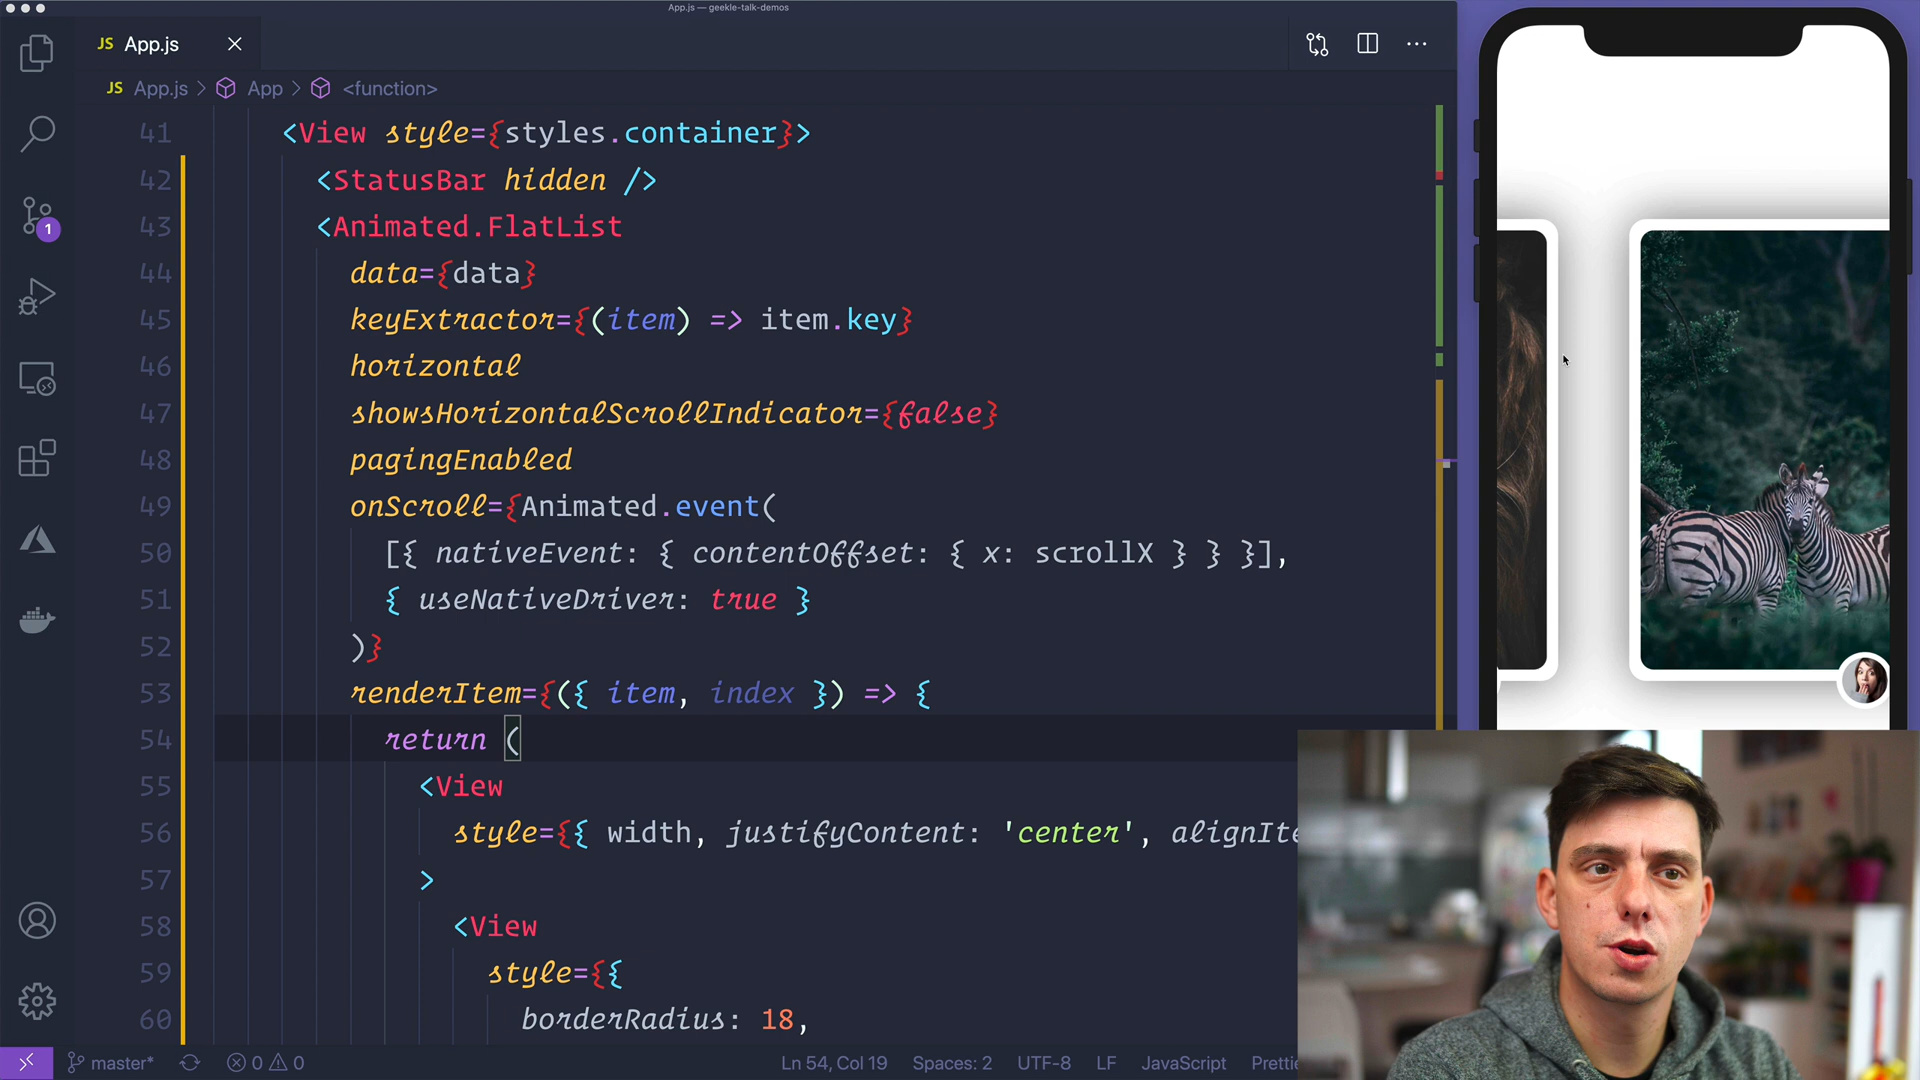 App.js — geekle-talk-demos
JS App.js
JS App.js > App > <function>
41 <View style={styles.container}>
42 <StatusBar hidden />
43 <Animated.FlatList
44 data={data}
45 keyExtractor={(item) => item.key}
46 horizontal
47 showsHorizontalScrollIndicator={false}
48 pagingEnabled
49 onScroll={Animated.event(
50 [{ nativeEvent: { contentOffset: { x: scrollX } } }],
51 { useNativeDriver: true }
52 )}
53 renderItem={({ item, index }) => {
54 return (
55 <View
56 style={{ width, justifyContent: 'center', alignIte
57 >
58 <View
59 style={{
60 borderRadius: 18,
1
master* 0 0 Ln 54, Col 19 Spaces: 2 UTF-8 LF JavaScript Prettie